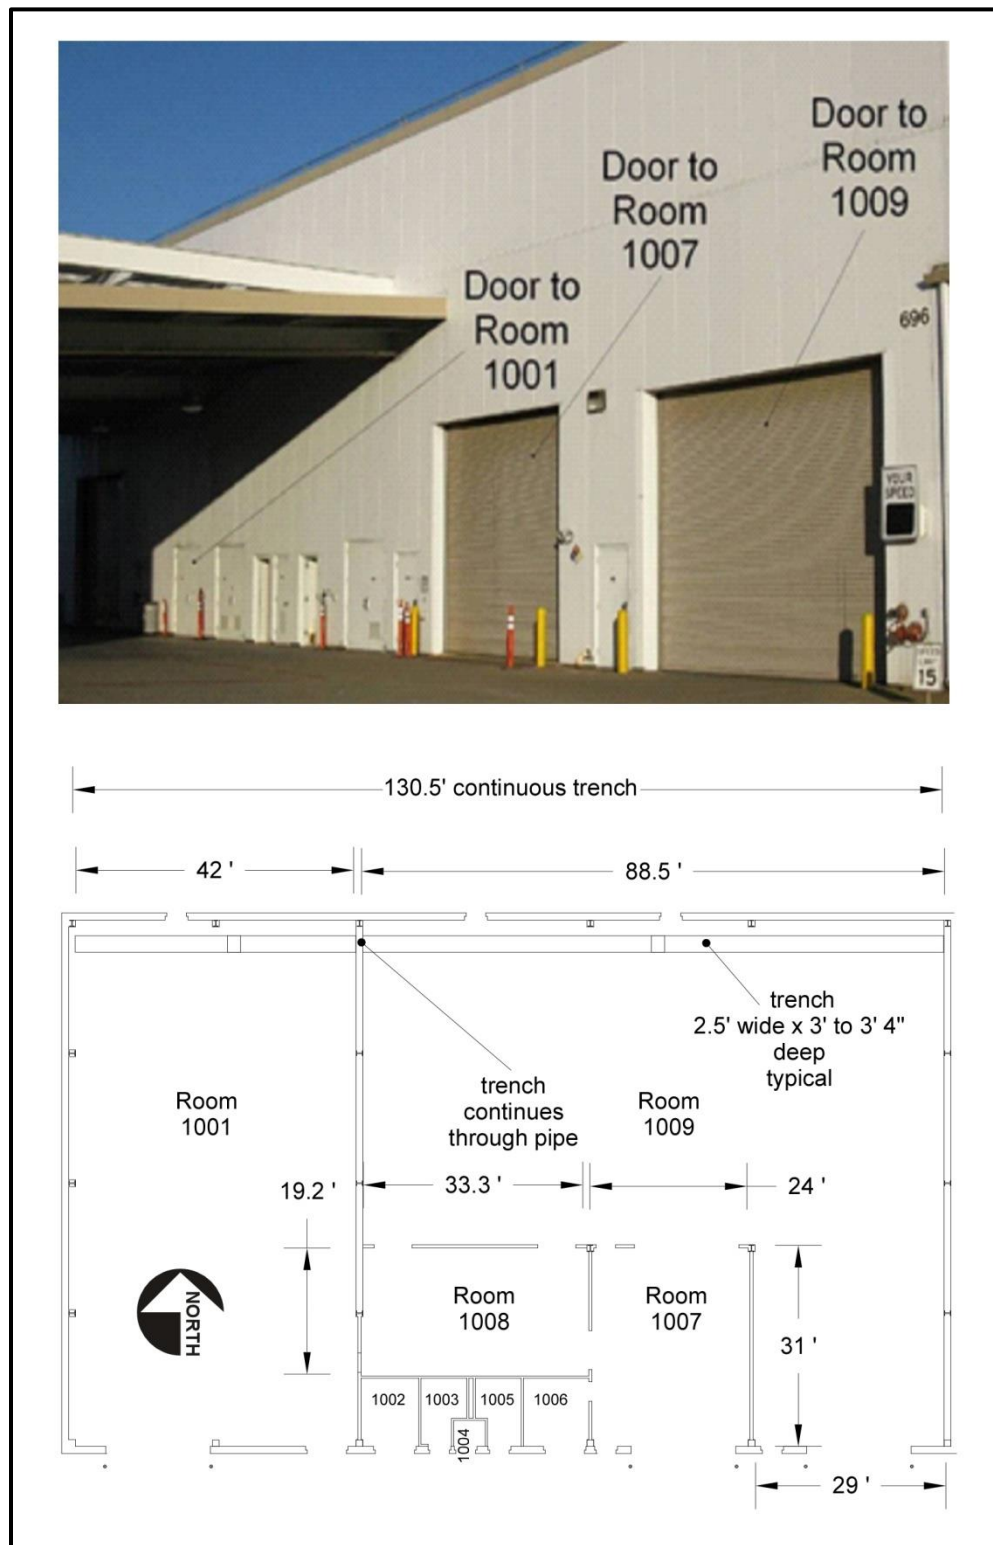 Door to
Room
1009
Door to
Room
1007
Door to
Room
1001
696
YOUR
SPEED
SPEED
LIMIT
15
130.5' continuous trench
42 '
88.5'
trench
2.5' wide x 3' to 3' 4"
deep
typical
trench
continues
through pipe
Room
1001
Room
1009
19.2 '
33.3 '
24 '
NORTH
Room
1008
Room
1007
31 '
1002
1003
1005
1006
1004
29 '